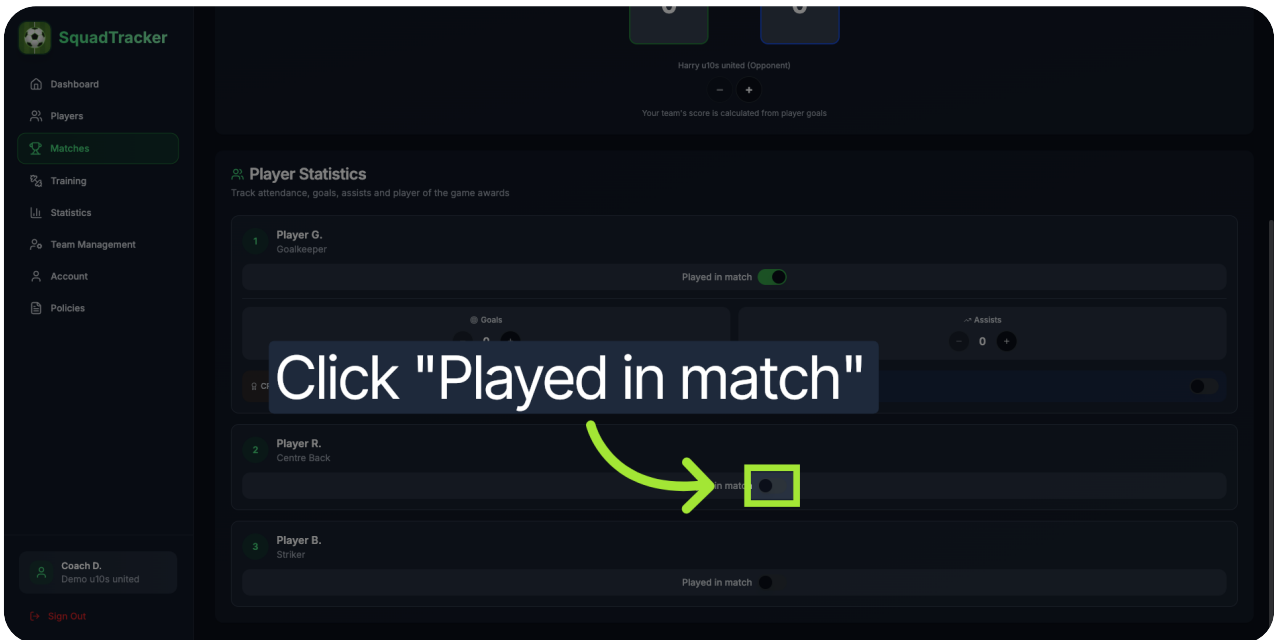 SquadTracker
Dashboard
Players
Matches
Training
Statistics
Team Management
Account
Policies
Coach D.
Demo u10s united
Sign Out
Harry u10s united (Opponent)
− +
Your team's score is calculated from player goals
Player Statistics
Track attendance, goals, assists and player of the game awards
1
Player G.
Goalkeeper
Played in match
Goals
Assists
− 0 +
Click "Played in match"
2
Player R.
Centre Back
in match
3
Player B.
Striker
Played in match